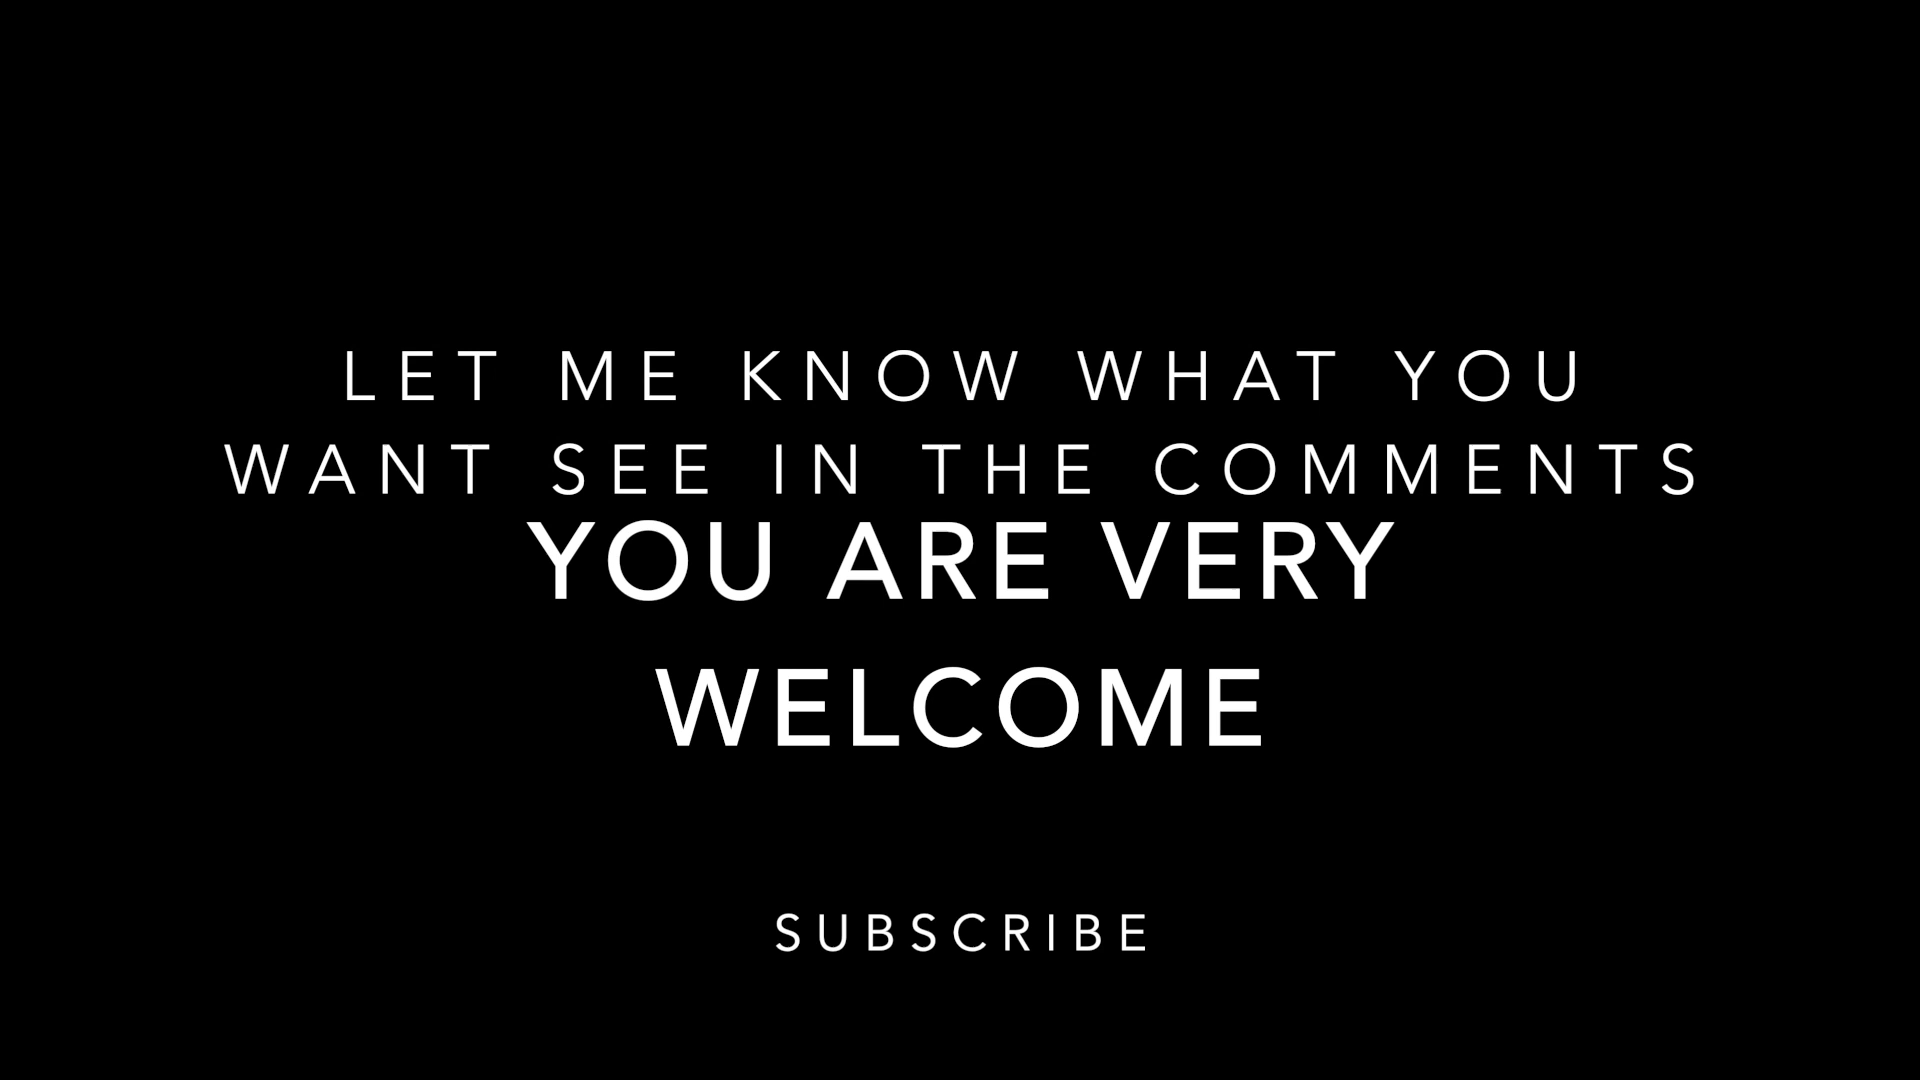 LET ME KNOW WHAT YOU
WANT SEE IN THE COMMENTS
YOU ARE VERY
WELCOME
SUBSCRIBE